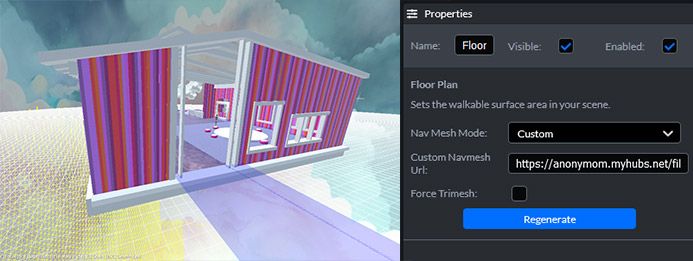 Properties
Name: Floor Visible: Enabled:
Floor Plan
Sets the walkable surface area in your scene.
Nav Mesh Mode: Custom
Custom Navmesh
Url: https://anonymom.myhubs.net/fil
Force Trimesh:
Regenerate